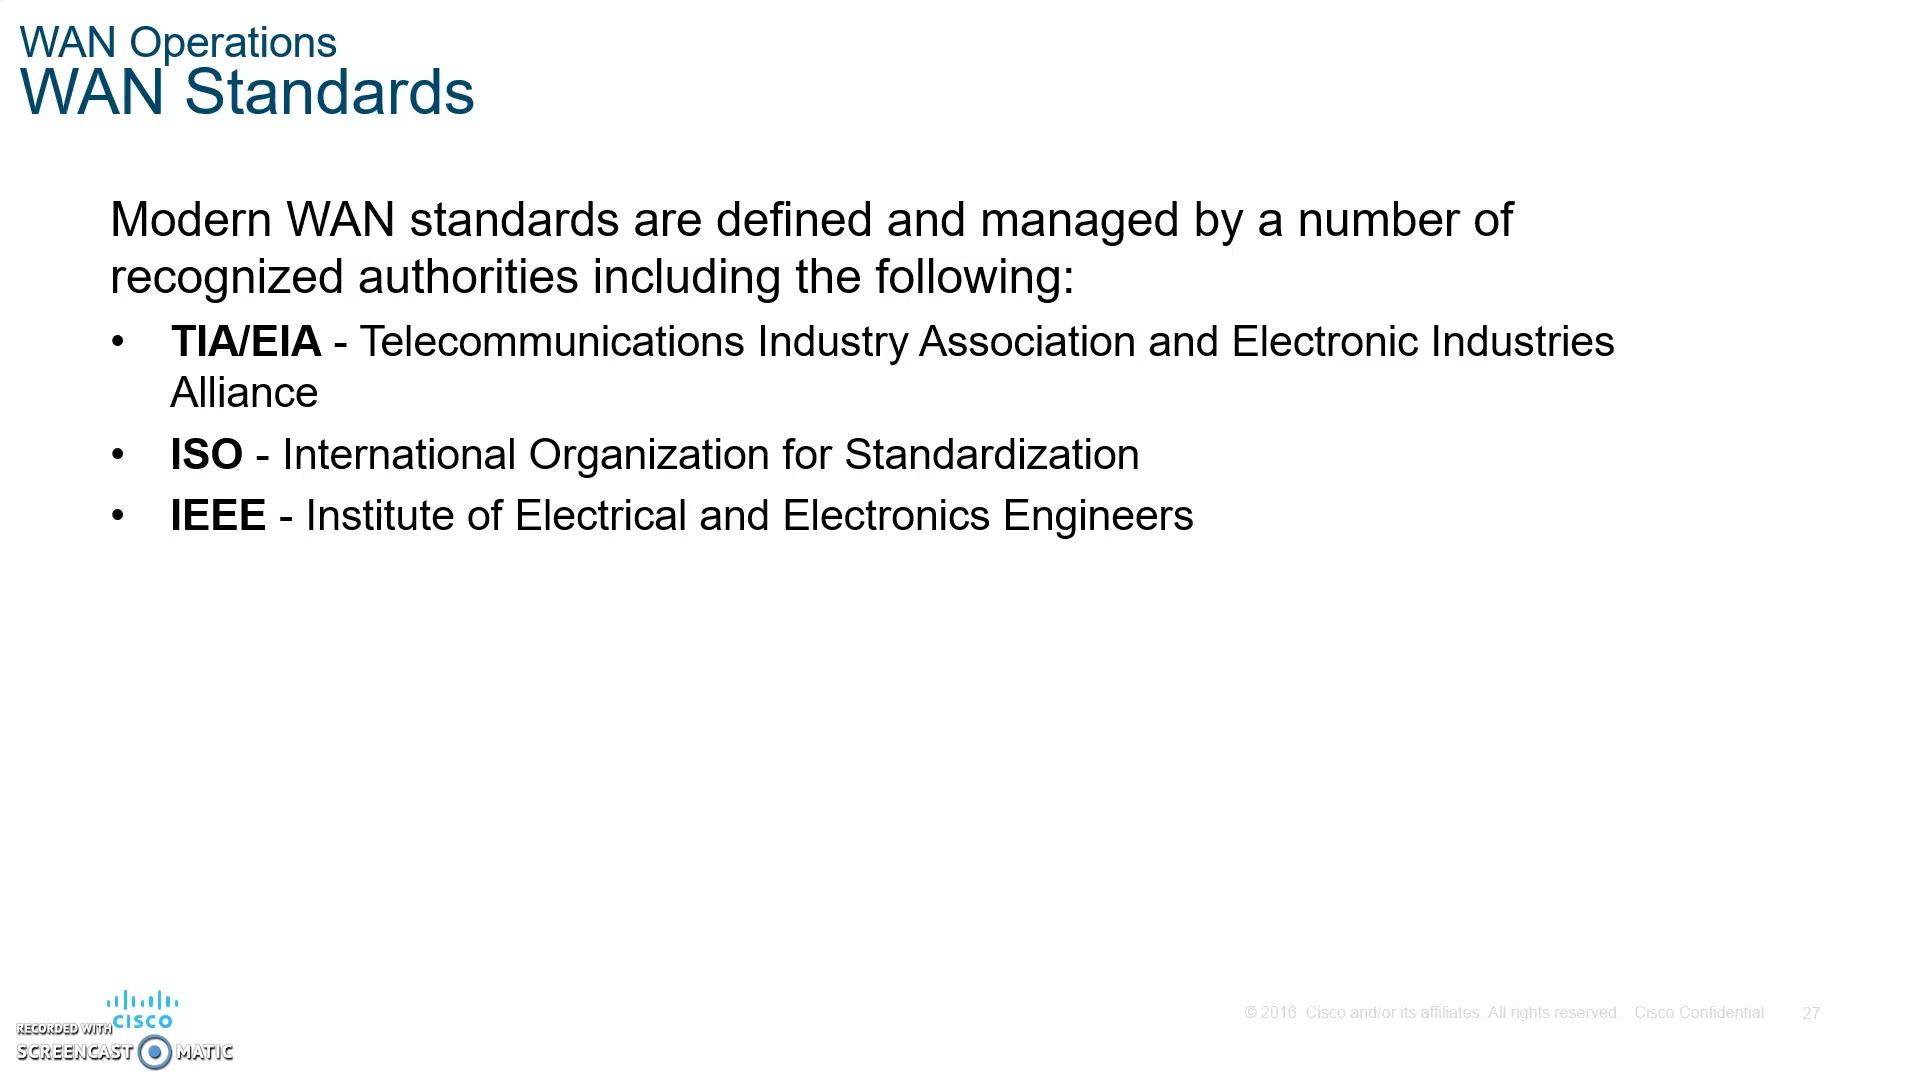 WAN Operations
WAN Standards
Modern WAN standards are defined and managed by a number of
recognized authorities including the following:
• TIA/EIA - Telecommunications Industry Association and Electronic Industries
Alliance
• ISO - International Organization for Standardization
• IEEE - Institute of Electrical and Electronics Engineers
CISCO
RECORDED WITH
SCREENCAST MATIC
© 2016 Cisco and/or its affiliates. All rights reserved. Cisco Confidential 27